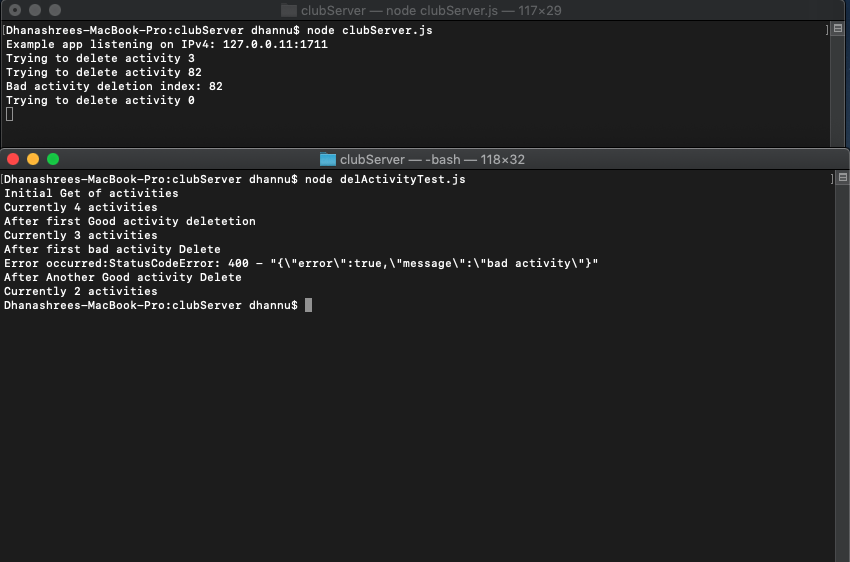 clubServer — node clubServer.js — 117×29
[Dhanashrees-MacBook-Pro:clubServer dhannu$ node clubServer.js ]
Example app listening on IPv4: 127.0.0.11:1711
Trying to delete activity 3
Trying to delete activity 82
Bad activity deletion index: 82
Trying to delete activity 0
clubServer — -bash — 118×32
[Dhanashrees-MacBook-Pro:clubServer dhannu$ node delActivityTest.js ]
Initial Get of activities
Currently 4 activities
After first Good activity deletetion
Currently 3 activities
After first bad activity Delete
Error occurred:StatusCodeError: 400 - "{\"error\":true,\"message\":\"bad activity\"}"
After Another Good activity Delete
Currently 2 activities
Dhanashrees-MacBook-Pro:clubServer dhannu$